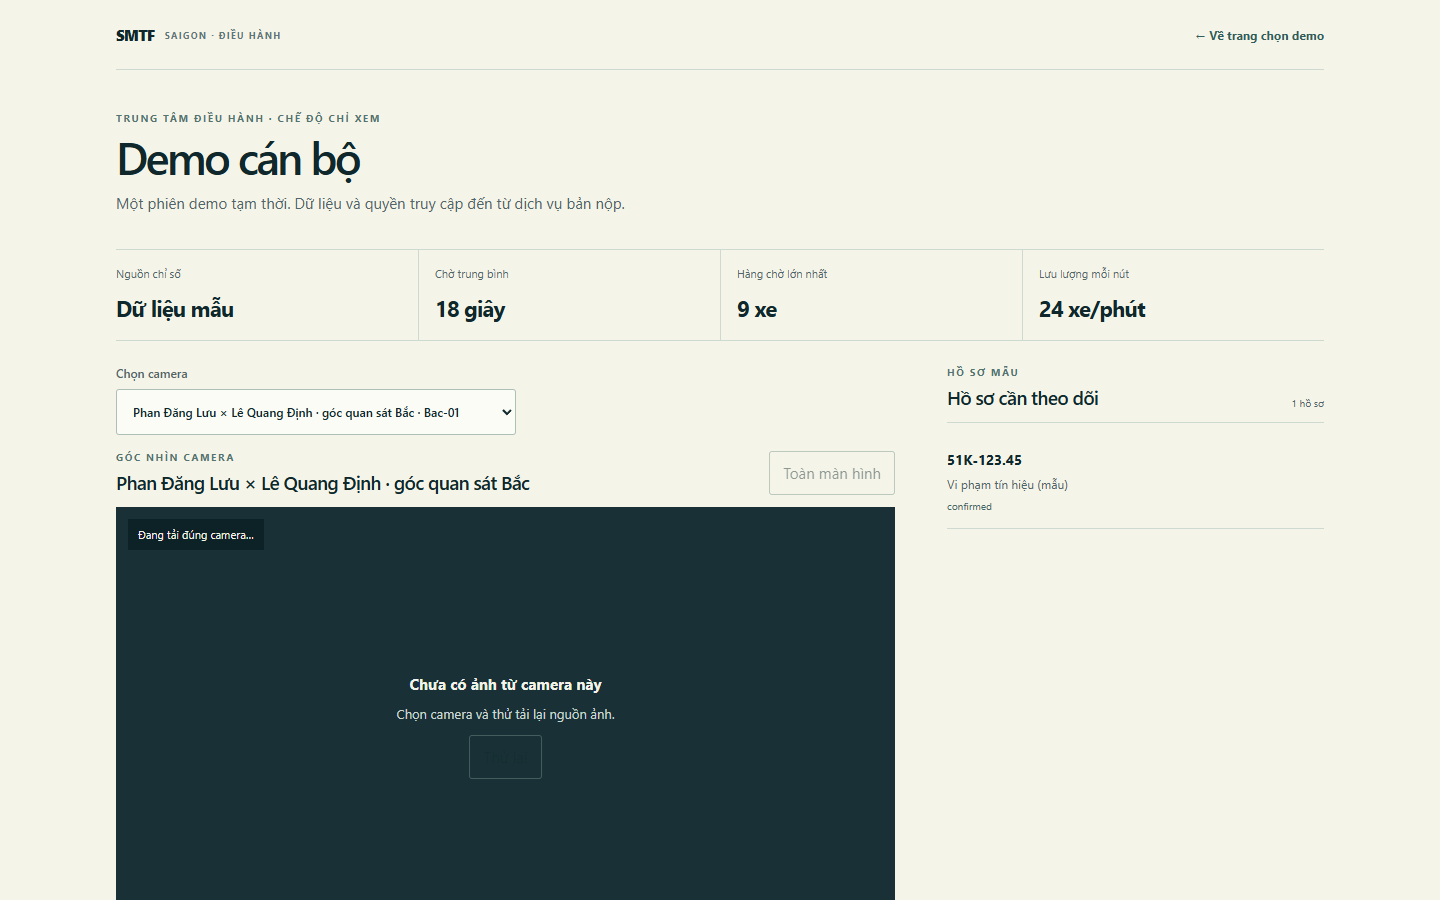 SMTF SAIGON · ĐIỀU HÀNH
← Về trang chọn demo
TRUNG TÂM ĐIỀU HÀNH · CHẾ ĐỘ CHỈ XEM
Demo cán bộ
Một phiên demo tạm thời. Dữ liệu và quyền truy cập đến từ dịch vụ bản nộp.
Nguồn chỉ số
Dữ liệu mẫu
Chờ trung bình
18 giây
Hàng chờ lớn nhất
9 xe
Lưu lượng mỗi nút
24 xe/phút
Chọn camera
Phan Đăng Lưu × Lê Quang Định · góc quan sát Bắc · Bac-01
GÓC NHÌN CAMERA
Phan Đăng Lưu × Lê Quang Định · góc quan sát Bắc
Toàn màn hình
Đang tải đúng camera...
Chưa có ảnh từ camera này
Chọn camera và thử tải lại nguồn ảnh.
HỒ SƠ MẪU
Hồ sơ cần theo dõi
1 hồ sơ
51K-123.45
Vi phạm tín hiệu (mẫu)
confirmed